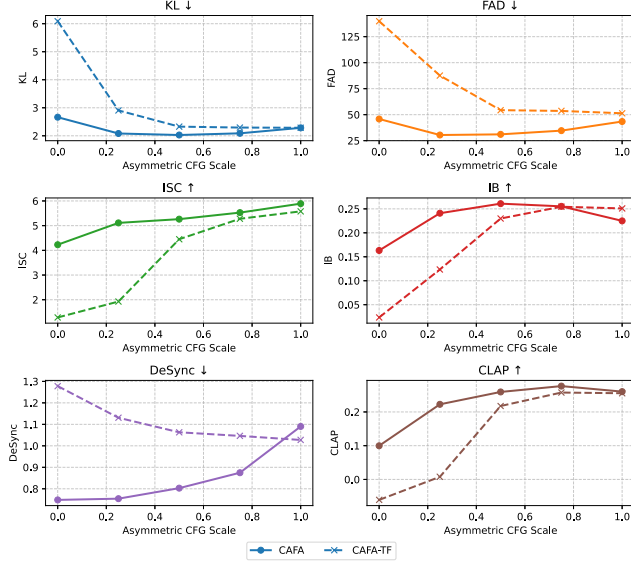 KL ↓
6
5
4
3
2
KL
0.0 0.2 0.4 0.6 0.8 1.0
Asymmetric CFG Scale
FAD ↓
125
100
75
50
25
FAD
0.0 0.2 0.4 0.6 0.8 1.0
Asymmetric CFG Scale
ISC ↑
6
5
4
3
2
ISC
0.0 0.2 0.4 0.6 0.8 1.0
Asymmetric CFG Scale
IB ↑
0.25
0.20
0.15
0.10
0.05
IB
0.0 0.2 0.4 0.6 0.8 1.0
Asymmetric CFG Scale
DeSync ↓
1.3
1.2
1.1
1.0
0.9
0.8
DeSync
0.0 0.2 0.4 0.6 0.8 1.0
Asymmetric CFG Scale
CLAP ↑
0.2
0.1
0.0
CLAP
0.0 0.2 0.4 0.6 0.8 1.0
Asymmetric CFG Scale
CAFA CAFA-TF